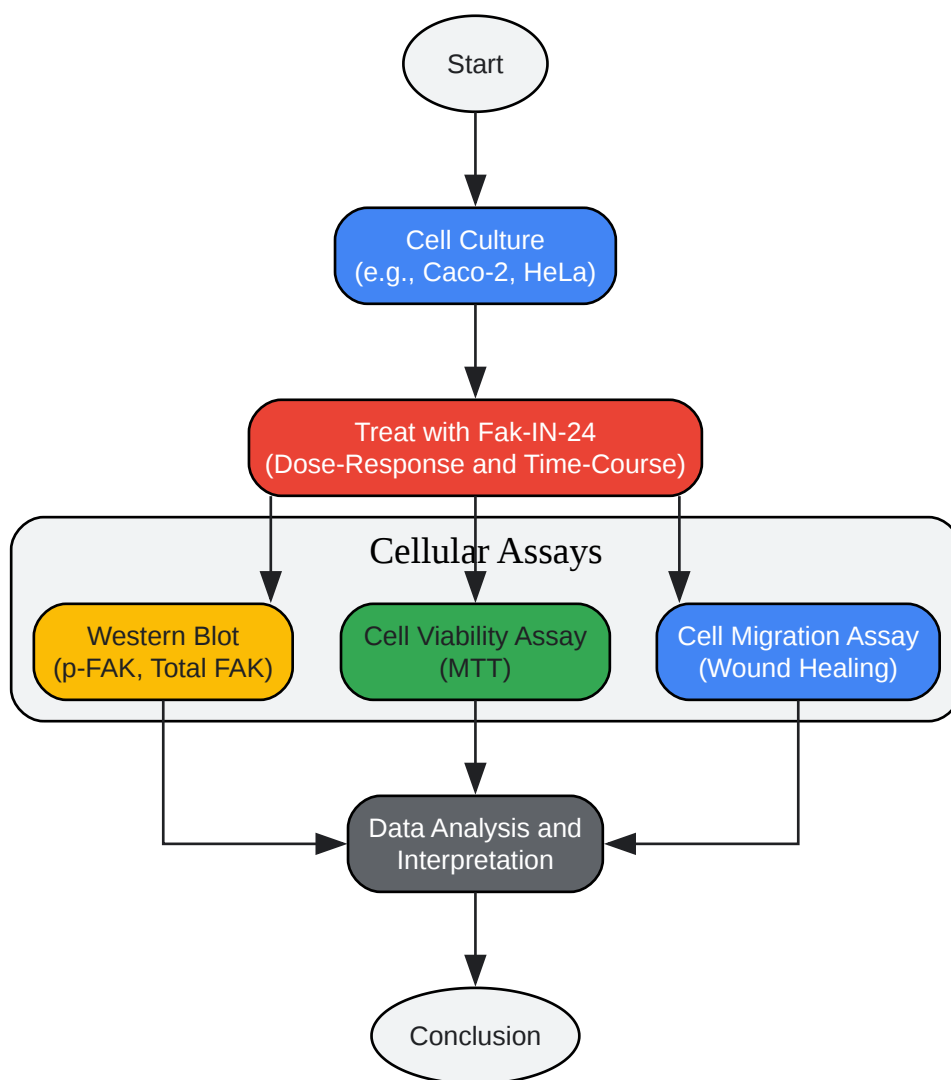 Start
Cell Culture
(e.g., Caco-2, HeLa)
Treat with Fak-IN-24
(Dose-Response and Time-Course)
Cellular Assays
Western Blot
(p-FAK, Total FAK)
Cell Viability Assay
(MTT)
Cell Migration Assay
(Wound Healing)
Data Analysis and
Interpretation
Conclusion